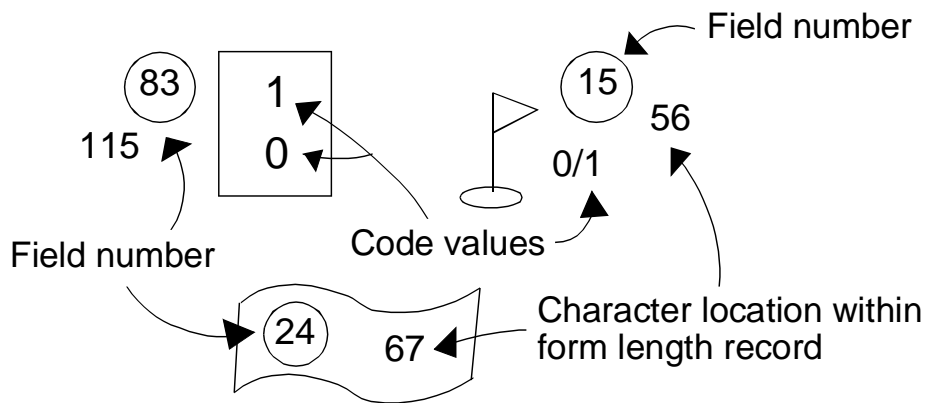 Field number
83
1
15
115
0
56
0/1
Field number
Code values
24
67
Character location within
form length record